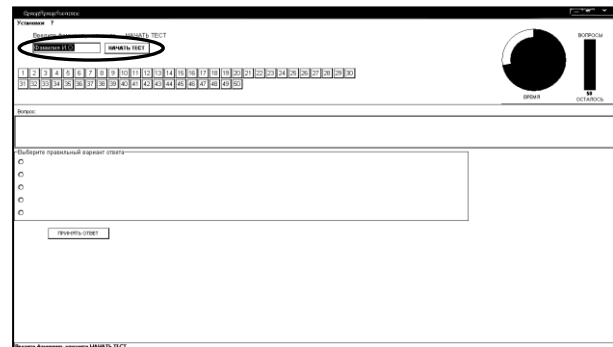 Установки ?
НАЧАТЬ ТЕСТ
Фамилия И.О. НАЧАТЬ ТЕСТ
1 2 3 4 5 6 7 8 9 10 11 12 13 14 15 16 17 18 19 20 21 22 23 24 25 26 27 28 29 30
31 32 33 34 35 36 37 38 39 40 41 42 43 44 45 46 47 48 49 50
ВОПРОСЫ
ВРЕМЯ
50
ОСТАЛОСЬ
Вопрос:
Выберите правильный вариант ответа
ПРИНЯТЬ ОТВЕТ
Введите фамилию, нажмите НАЧАТЬ ТЕСТ